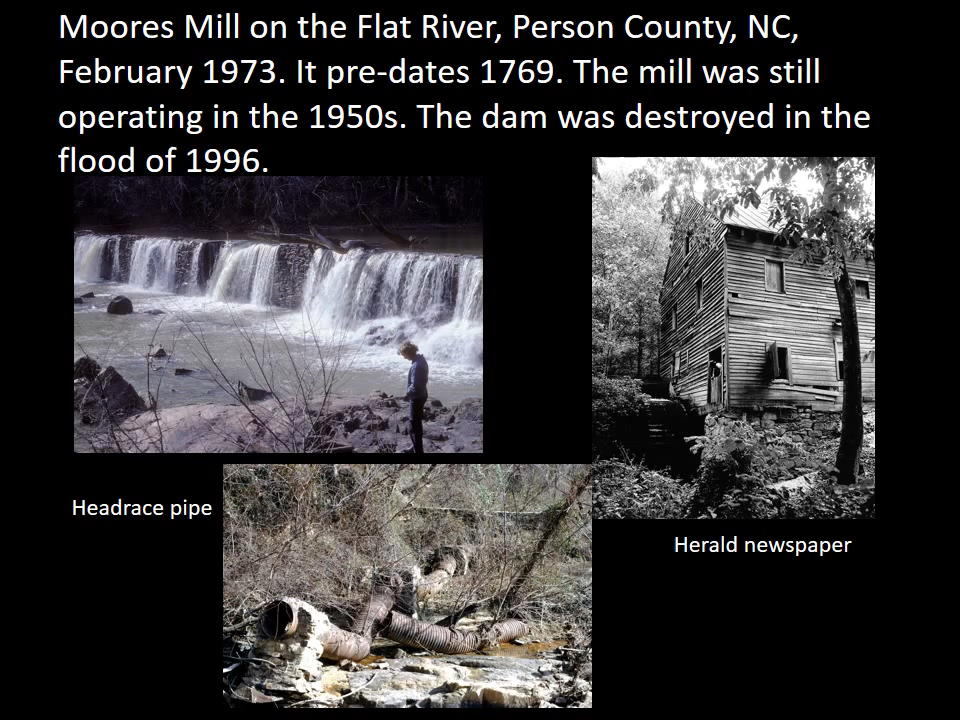 Moores Mill on the Flat River, Person County, NC,
February 1973. It pre-dates 1769. The mill was still
operating in the 1950s. The dam was destroyed in the
flood of 1996.
Headrace pipe
Herald newspaper